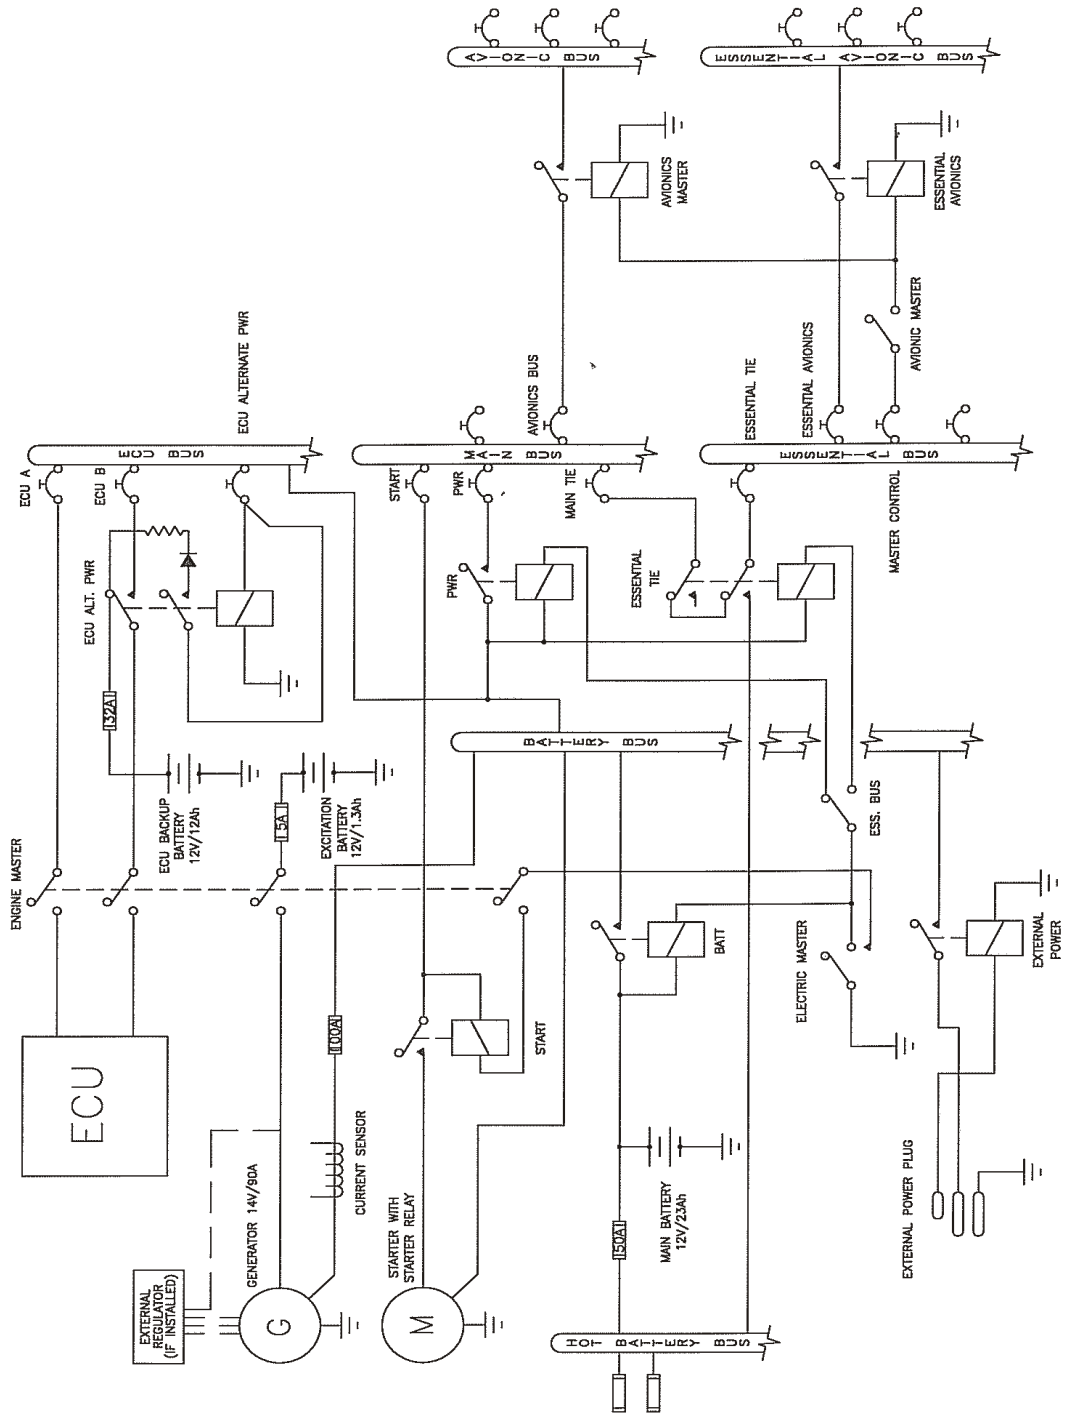 AVIONIC BUS
ESSENTIAL AVIONIC BUS
AVIONICS
MASTER
ESSENTIAL
AVIONICS
AVIONIC MASTER
ECU ALTERNATE PWR
AVIONICS BUS
ESSENTIAL TIE
ESSENTIAL AVIONICS
ECU BUS
MAIN BUS
ESSENTIAL BUS
ECU A
ECU B
START
PWR
MAIN TIE
MASTER CONTROL
ECU ALT. PWR
PWR
ESSENTIAL
TIE
32A
BATTERY BUS
ECU BACKUP
BATTERY
12V/12Ah
5A
EXCITATION
BATTERY
12V/1.3Ah
ESS. BUS
ENGINE MASTER
BATT
ELECTRIC MASTER
EXTERNAL
POWER
ECU
100A
START
CURRENT SENSOR
GENERATOR 14V/90A
STARTER WITH
STARTER RELAY
MAIN BATTERY
12V/23Ah
50A
EXTERNAL POWER PLUG
EXTERNAL
REGULATOR
(IF INSTALLED)
G
M
HOT BATTERY BUS